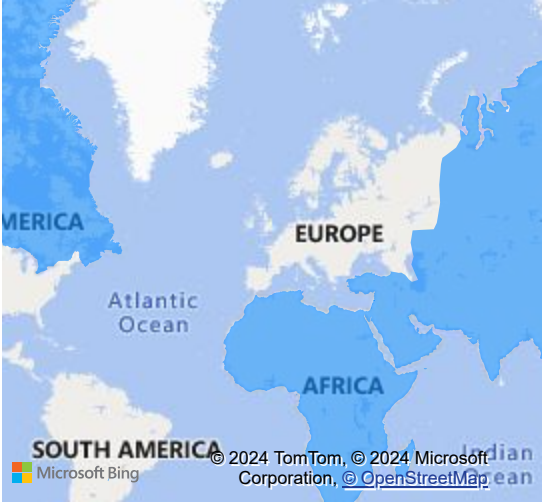 MERICA
EUROPE
Atlantic
Ocean
AFRICA
SOUTH AMERICA
© 2024 TomTom, © 2024 Microsoft
Indian
Corporation, © OpenStreetMap
Ocean
Microsoft Bing